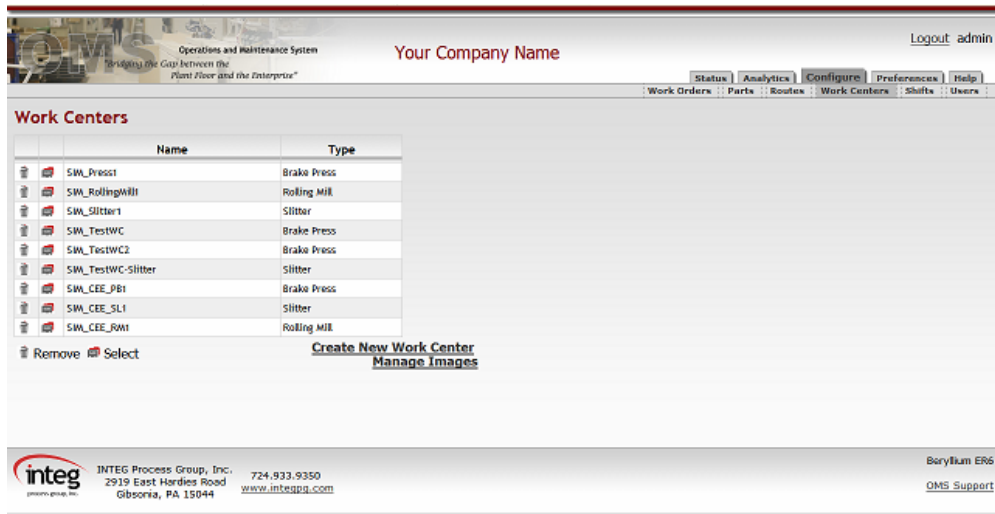 OMS
Operations and Maintenance System
"Bridging the Gap between the
Plant Floor and the Enterprise"
Your Company Name
Logout admin
Status Analytics Configure Preferences Help
Work Orders Parts Routes Work Centers Shifts Users
Work Centers
Name Type
SIM_Press1 Brake Press
SIM_RollingMill1 Rolling Mill
SIM_Slitter1 Slitter
SIM_TestWC Brake Press
SIM_TestWC2 Brake Press
SIM_TestWC-Slitter Slitter
SIM_CEE_PB1 Brake Press
SIM_CEE_SL1 Slitter
SIM_CEE_RM1 Rolling Mill
Remove Select
Create New Work Center
Manage Images
integ
process group, inc.
INTEG Process Group, Inc.
2919 East Hardies Road
Gibsonia, PA 15044
724.933.9350
www.integpg.com
Beryllium ER6
OMS Support